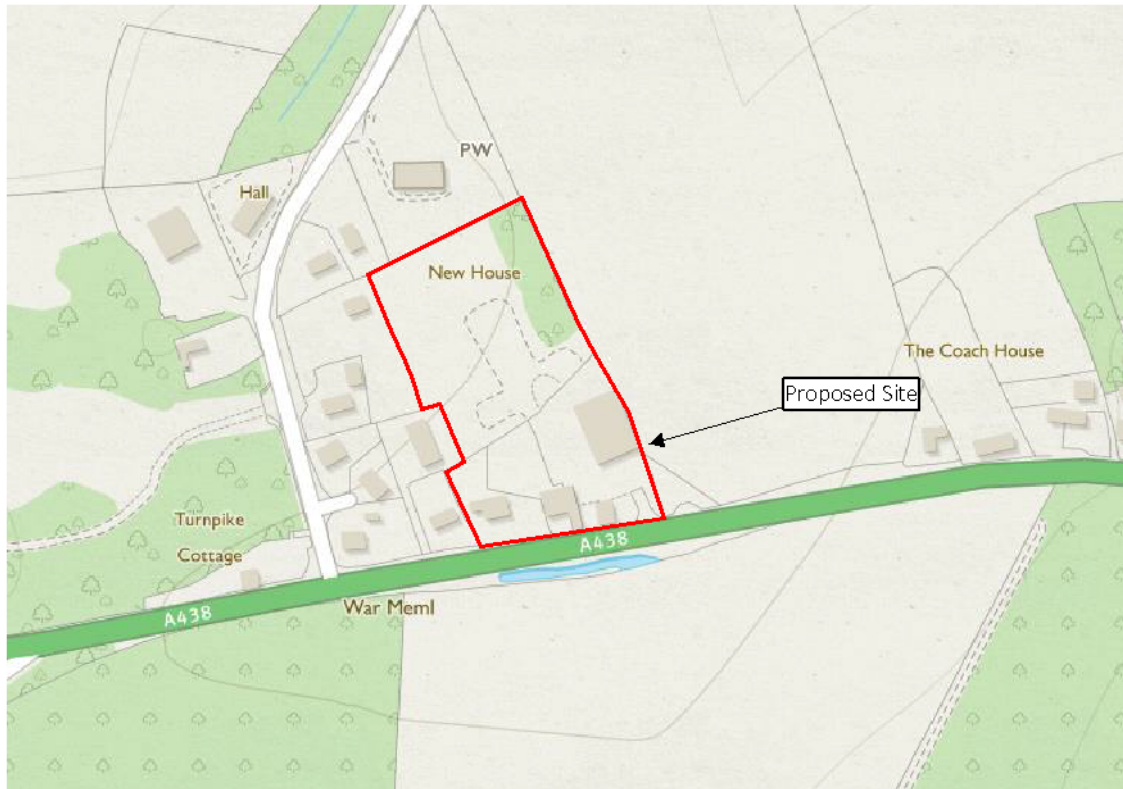 PW
Hall
New House
The Coach House
Proposed Site
Turnpike
Cottage
A438
War Meml
A438